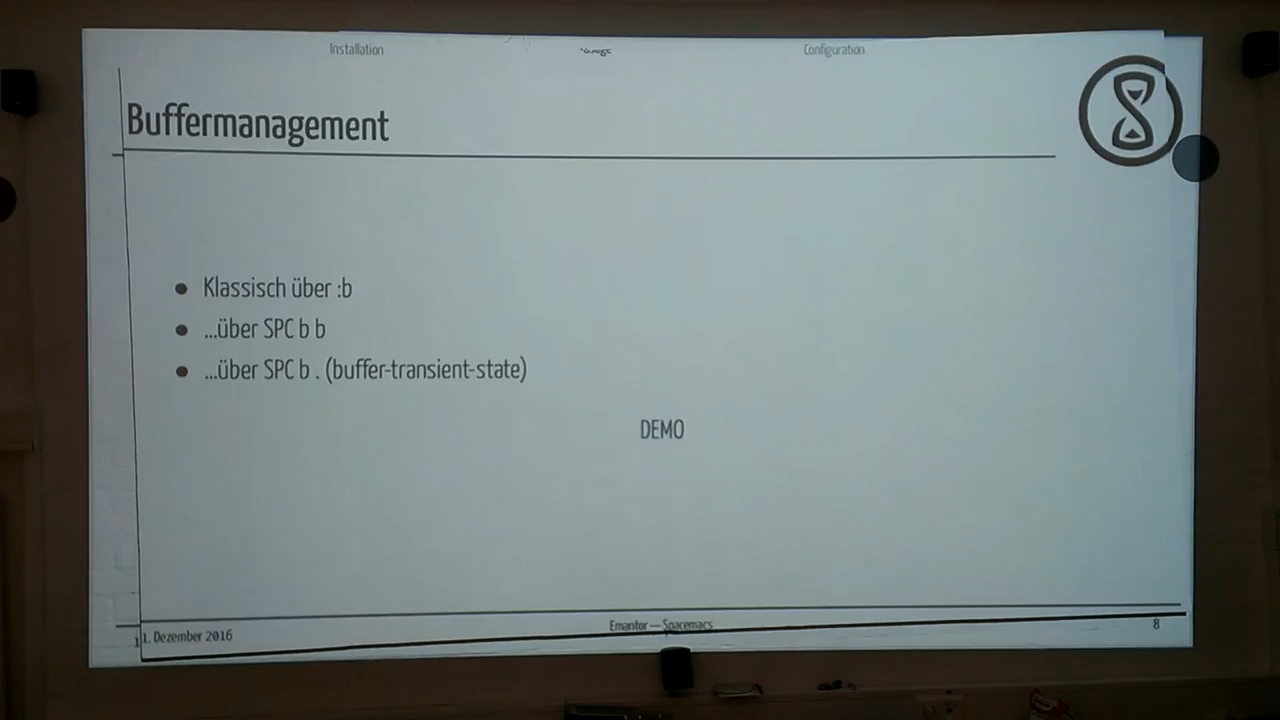 Installation
Configuration
Buffermanagement
Klassisch über :b
...über SPC b b
...über SPC b . (buffer-transient-state)
DEMO
1. Dezember 2016
Emantor — Spacemacs
8